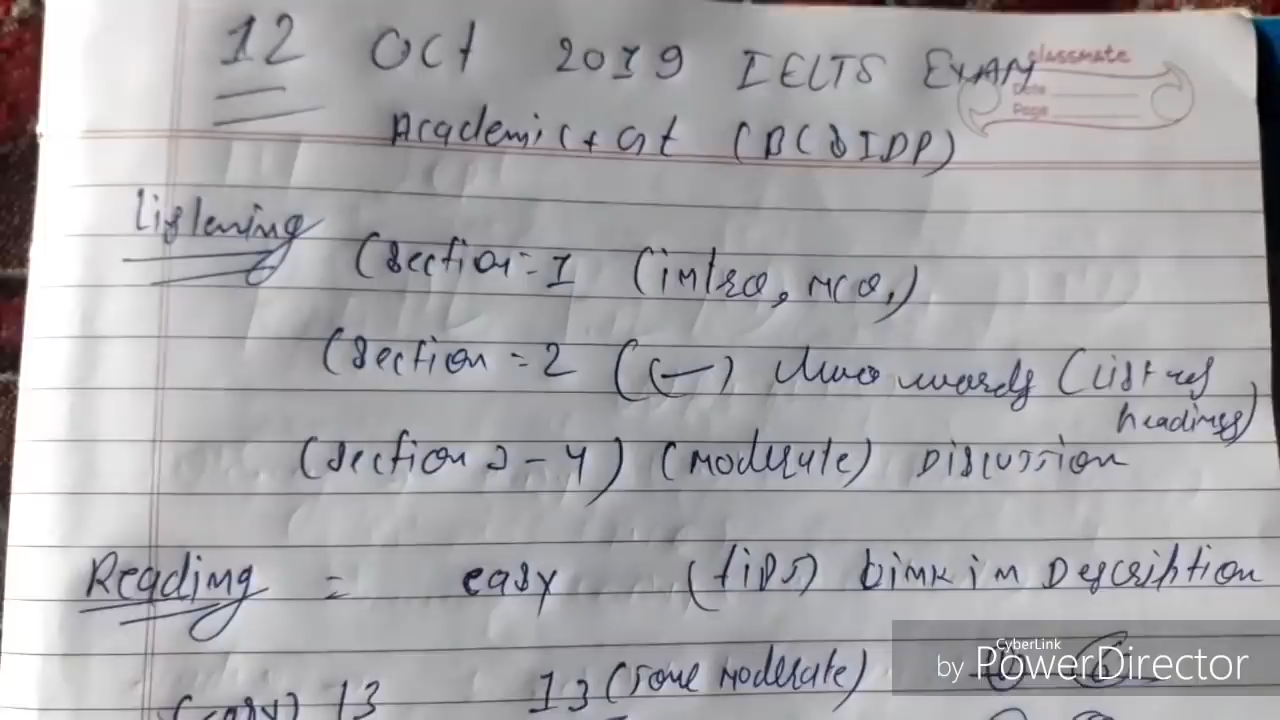 12 Oct 2019 IELTS EXAM
classmate
Date
Page
Academic + Gt (BC & IDP)
Listening
(Section = I (intro, MCQ,)
(Section = 2 ( (—) two words (List of headings)
(Section 3 - 4) (Moderate) Discussion
Reading = easy (tips) Link in Description
(easy) 13 13 (some moderate)
CyberLink
by PowerDirector